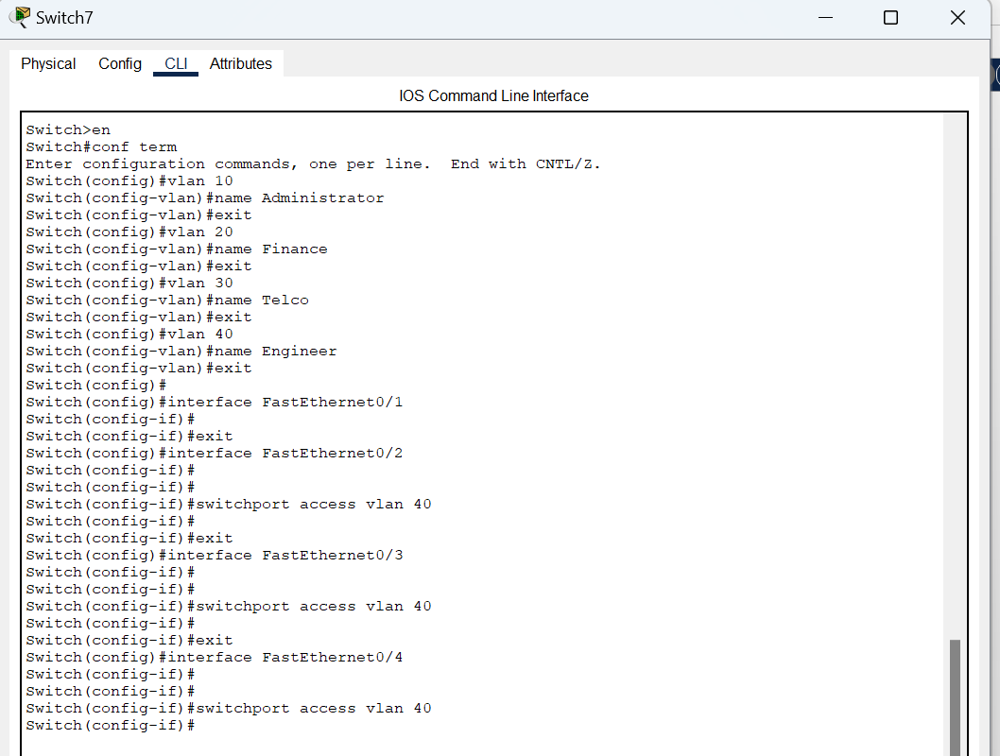 Switch7
Physical Config CLI Attributes
IOS Command Line Interface
Switch>en
Switch#conf term
Enter configuration commands, one per line.  End with CNTL/Z.
Switch(config)#vlan 10
Switch(config-vlan)#name Administrator
Switch(config-vlan)#exit
Switch(config)#vlan 20
Switch(config-vlan)#name Finance
Switch(config-vlan)#exit
Switch(config)#vlan 30
Switch(config-vlan)#name Telco
Switch(config-vlan)#exit
Switch(config)#vlan 40
Switch(config-vlan)#name Engineer
Switch(config-vlan)#exit
Switch(config)#
Switch(config)#interface FastEthernet0/1
Switch(config-if)#
Switch(config-if)#exit
Switch(config)#interface FastEthernet0/2
Switch(config-if)#
Switch(config-if)#
Switch(config-if)#switchport access vlan 40
Switch(config-if)#
Switch(config-if)#exit
Switch(config)#interface FastEthernet0/3
Switch(config-if)#
Switch(config-if)#
Switch(config-if)#switchport access vlan 40
Switch(config-if)#
Switch(config-if)#exit
Switch(config)#interface FastEthernet0/4
Switch(config-if)#
Switch(config-if)#
Switch(config-if)#switchport access vlan 40
Switch(config-if)#